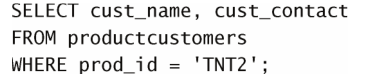 SELECT cust_name, cust_contact
FROM productcustomers
WHERE prod_id = 'TNT2';